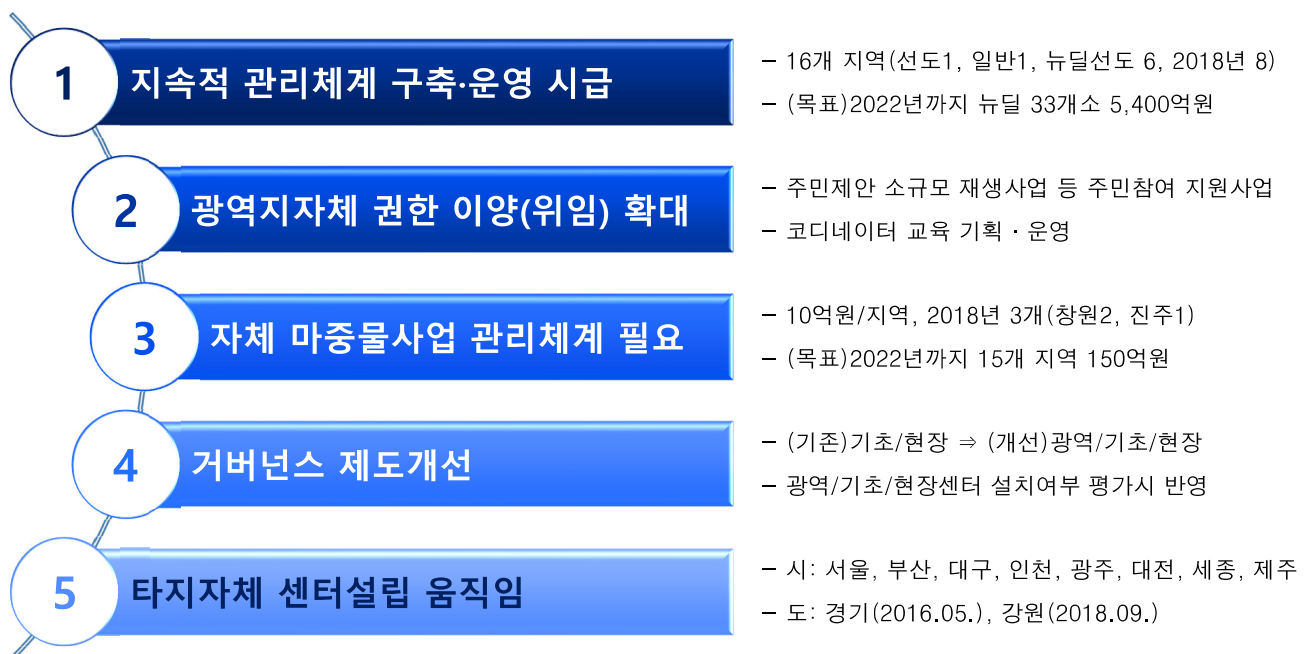 1
지속적 관리체계 구축·운영 시급
– 16개 지역(선도1, 일반1, 뉴딜선도 6, 2018년 8)
– (목표)2022년까지 뉴딜 33개소 5,400억원
2
광역지자체 권한 이양(위임) 확대
– 주민제안 소규모 재생사업 등 주민참여 지원사업
– 코디네이터 교육 기획 · 운영
3
자체 마중물사업 관리체계 필요
– 10억원/지역, 2018년 3개(창원2, 진주1)
– (목표)2022년까지 15개 지역 150억원
4
거버넌스 제도개선
– (기존)기초/현장 ⇒ (개선)광역/기초/현장
– 광역/기초/현장센터 설치여부 평가시 반영
5
타지자체 센터설립 움직임
– 시: 서울, 부산, 대구, 인천, 광주, 대전, 세종, 제주
– 도: 경기(2016.05.), 강원(2018.09.)